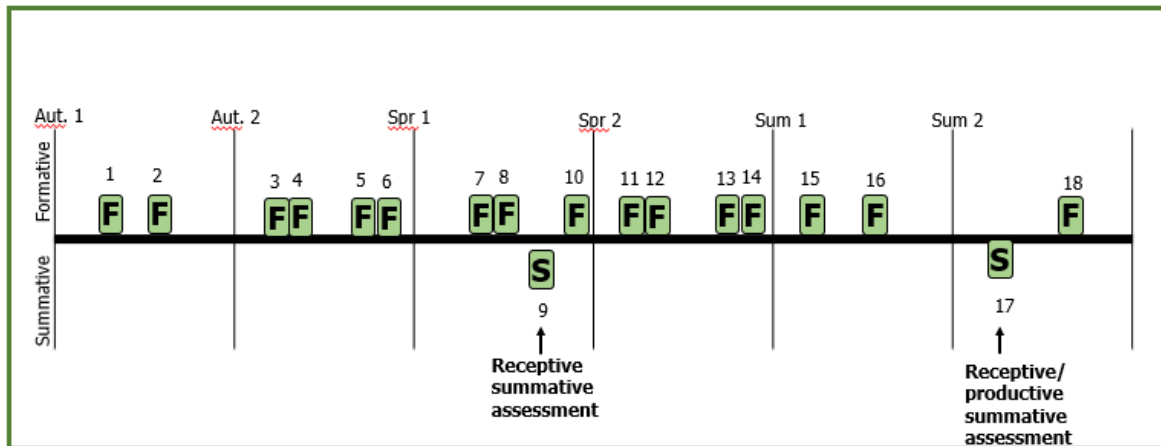 Aut. 1 Aut. 2 Spr 1 Spr 2 Sum 1 Sum 2
Formative
1 2 3 4 5 6 7 8 10 11 12 13 14 15 16 18
F F F F F F F F F F F F F F F F
Summative
S S
9 17
Receptive
summative
assessment
Receptive/
productive
summative
assessment